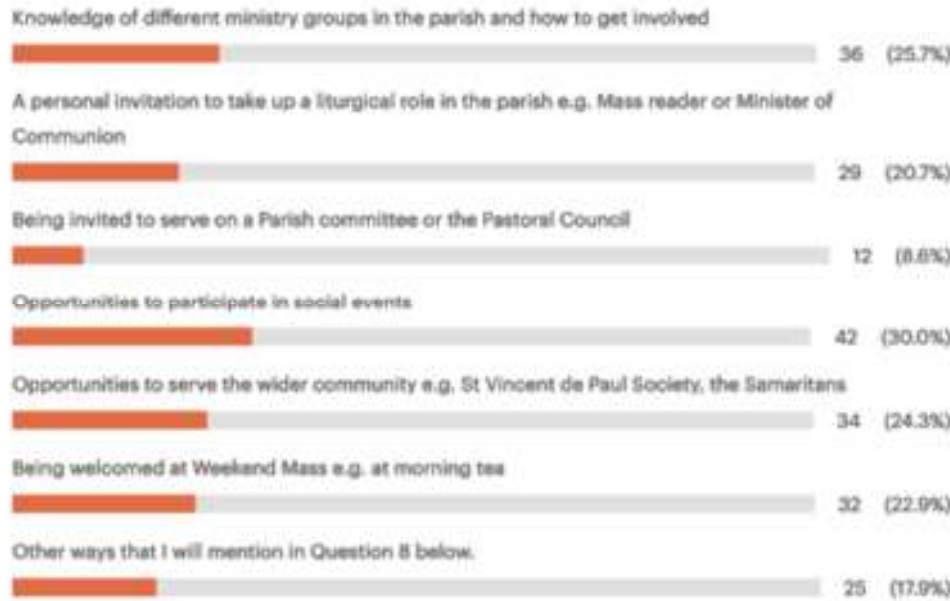 Knowledge of different ministry groups in the parish and how to get involved
36 (25.7%)
A personal invitation to take up a liturgical role in the parish e.g. Mass reader or Minister of
Communion
29 (20.7%)
Being invited to serve on a Parish committee or the Pastoral Council
12 (8.6%)
Opportunities to participate in social events
42 (30.0%)
Opportunities to serve the wider community e.g. St Vincent de Paul Society, the Samaritans
34 (24.3%)
Being welcomed at Weekend Mass e.g. at morning tea
32 (22.9%)
Other ways that I will mention in Question 8 below.
25 (17.9%)